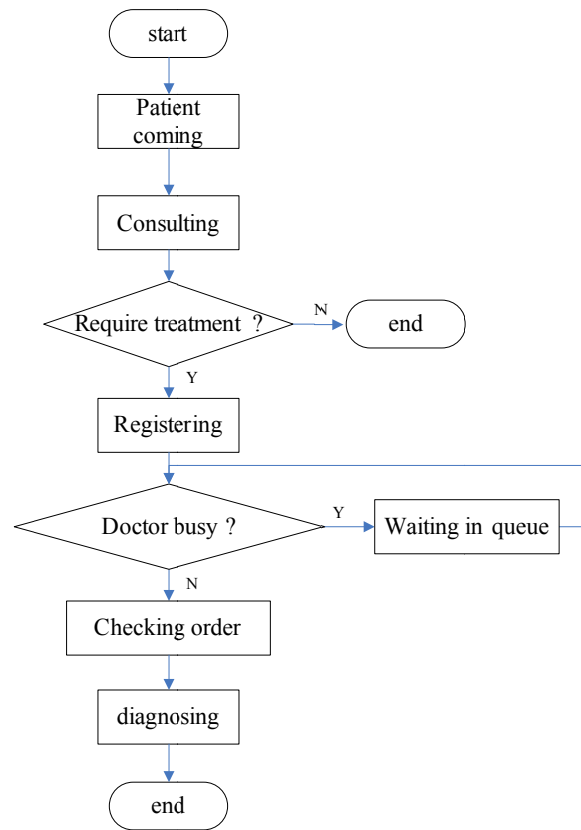 start
Patient
coming
Consulting
Require treatment ?
N
end
Y
Registering
Doctor busy ?
Y
Waiting in queue
N
Checking order
diagnosing
end